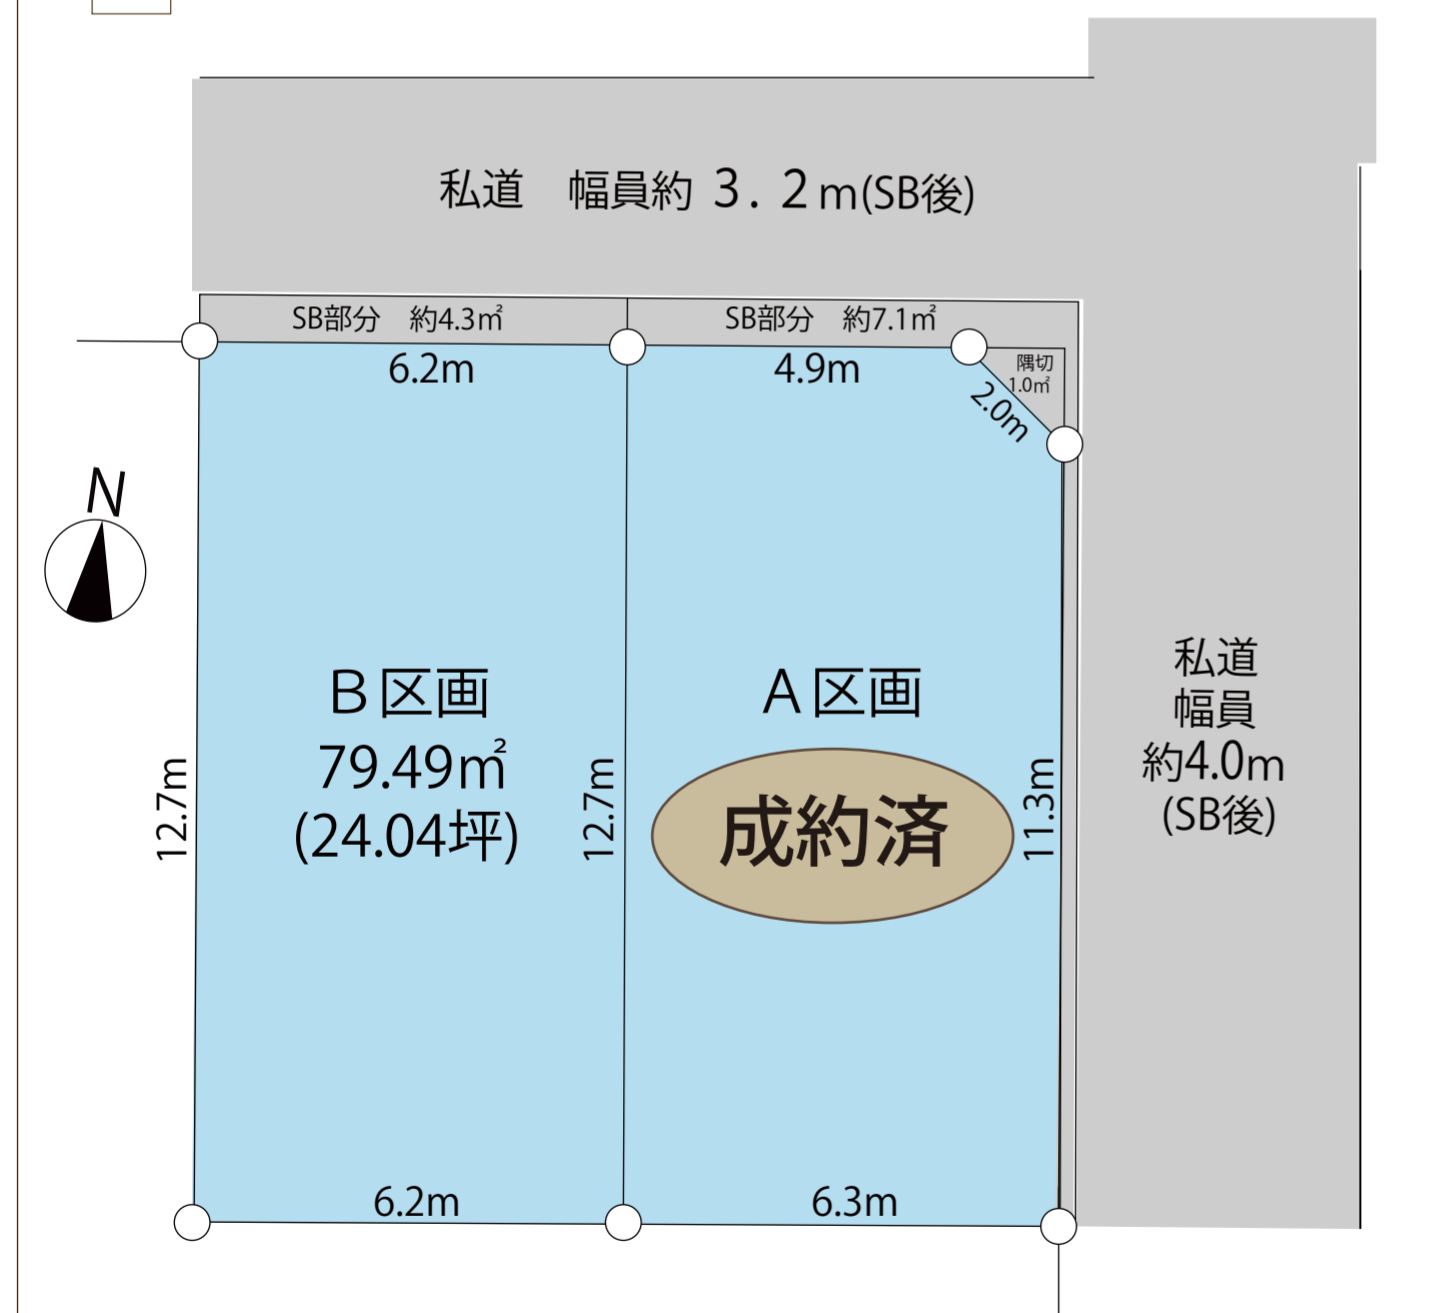 私道　幅員約 ３．２ｍ(SB後)
SB部分　約4.3㎡
SB部分　約7.1㎡
6.2m
4.9m
隅切
1.0㎡
2.0m
N
Ｂ区画
79.49㎡
(24.04坪)
Ａ区画
成約済
12.7m
12.7m
11.3m
私道
幅員
約4.0m
(SB後)
6.2m
6.3m